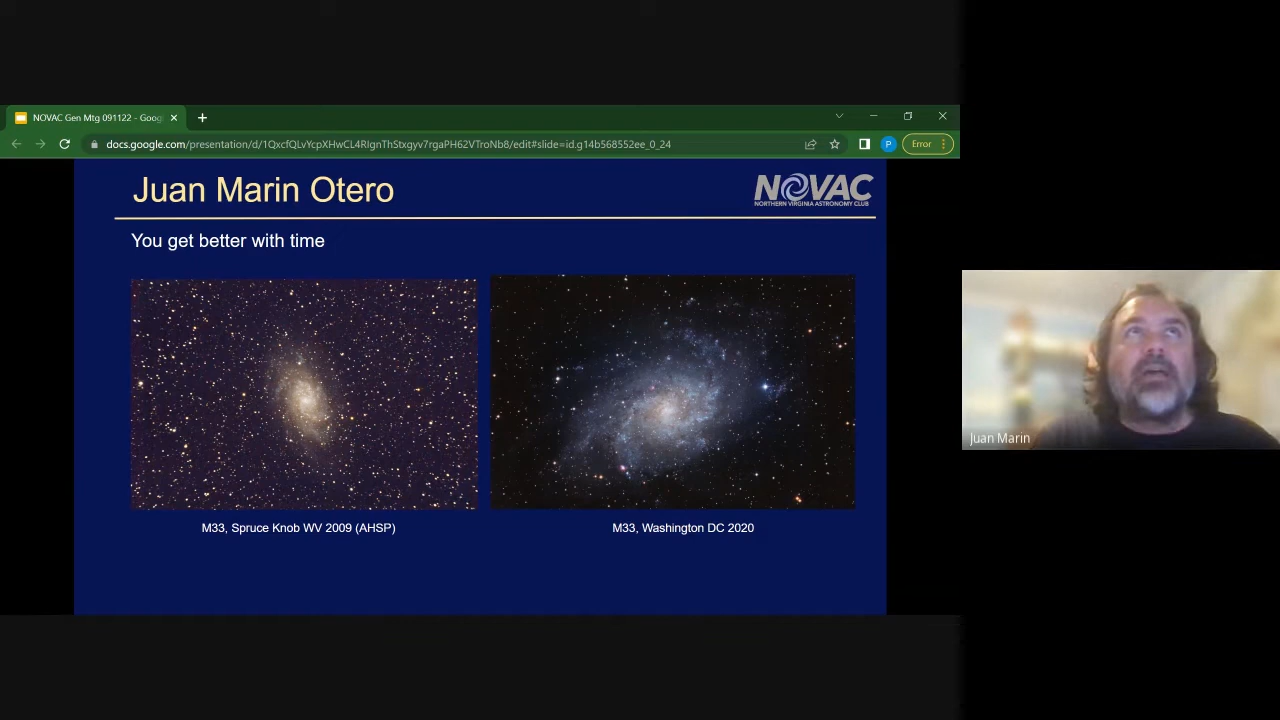 NOVAC Gen Mtg 091122 - Goog
docs.google.com/presentation/d/1QxcfQLvYcpXHwCL4RIgnThStxgyv7rgaPH62VTroNb8/edit#slide=id.g14b568552ee_0_24
P
Error
Juan Marin Otero
NOVAC
NORTHERN VIRGINIA ASTRONOMY CLUB
You get better with time
M33, Spruce Knob WV 2009 (AHSP)
M33, Washington DC 2020
Juan Marin